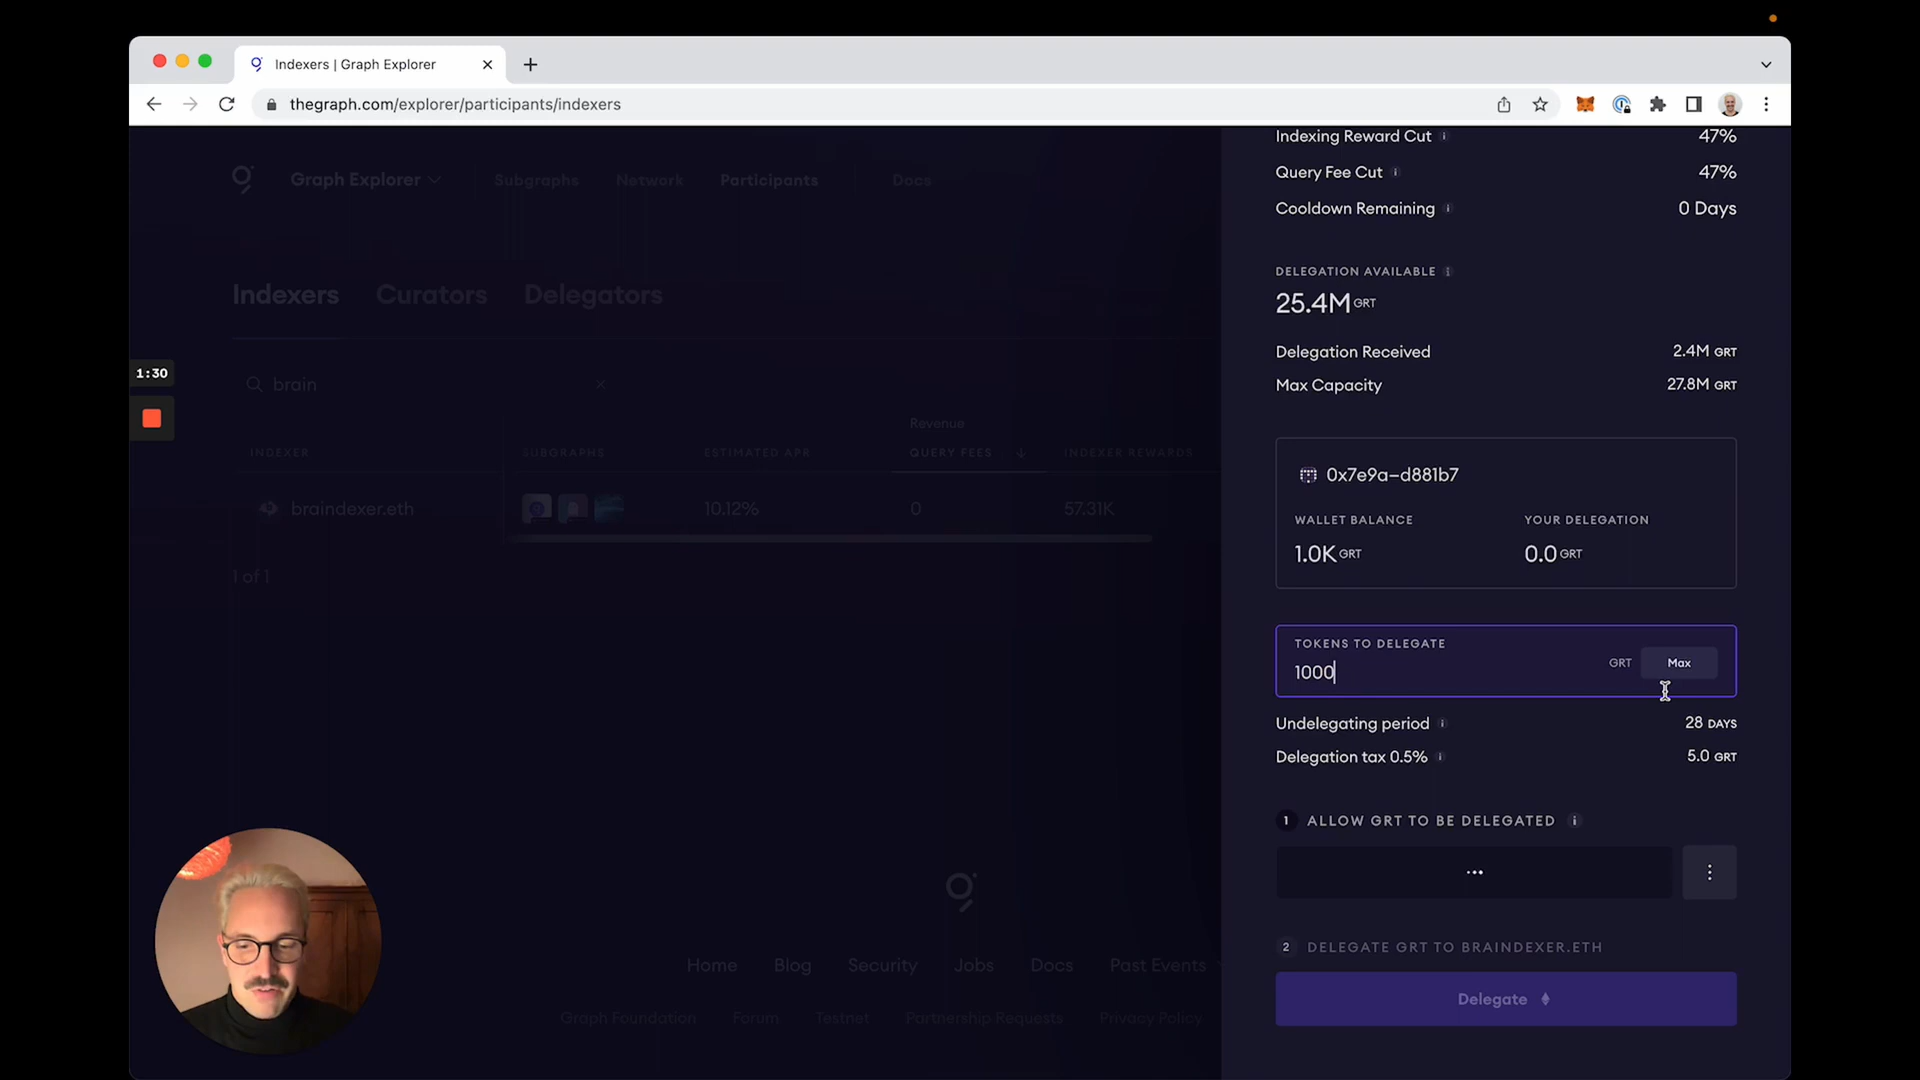 Indexers | Graph Explorer
thegraph.com/explorer/participants/indexers
Graph Explorer
Subgraphs
Network
Participants
Docs
Indexers
Curators
Delegators
1:30
brain
Revenue
INDEXER
SUBGRAPHS
ESTIMATED APR
QUERY FEES
INDEXER REWARDS
braindexer.eth
10.12%
0
57.31K
1 of 1
Home
Blog
Security
Jobs
Docs
Past Events
Graph Foundation
Forum
Testnet
Partnership Requests
Privacy Policy
Indexing Reward Cut
47%
Query Fee Cut
47%
Cooldown Remaining
0 Days
DELEGATION AVAILABLE
25.4M GRT
Delegation Received
2.4M GRT
Max Capacity
27.8M GRT
0x7e9a–d881b7
WALLET BALANCE
YOUR DELEGATION
1.0K GRT
0.0 GRT
TOKENS TO DELEGATE
1000
GRT
Max
Undelegating period
28 DAYS
Delegation tax 0.5%
5.0 GRT
1 ALLOW GRT TO BE DELEGATED
2 DELEGATE GRT TO BRAINDEXER.ETH
Delegate